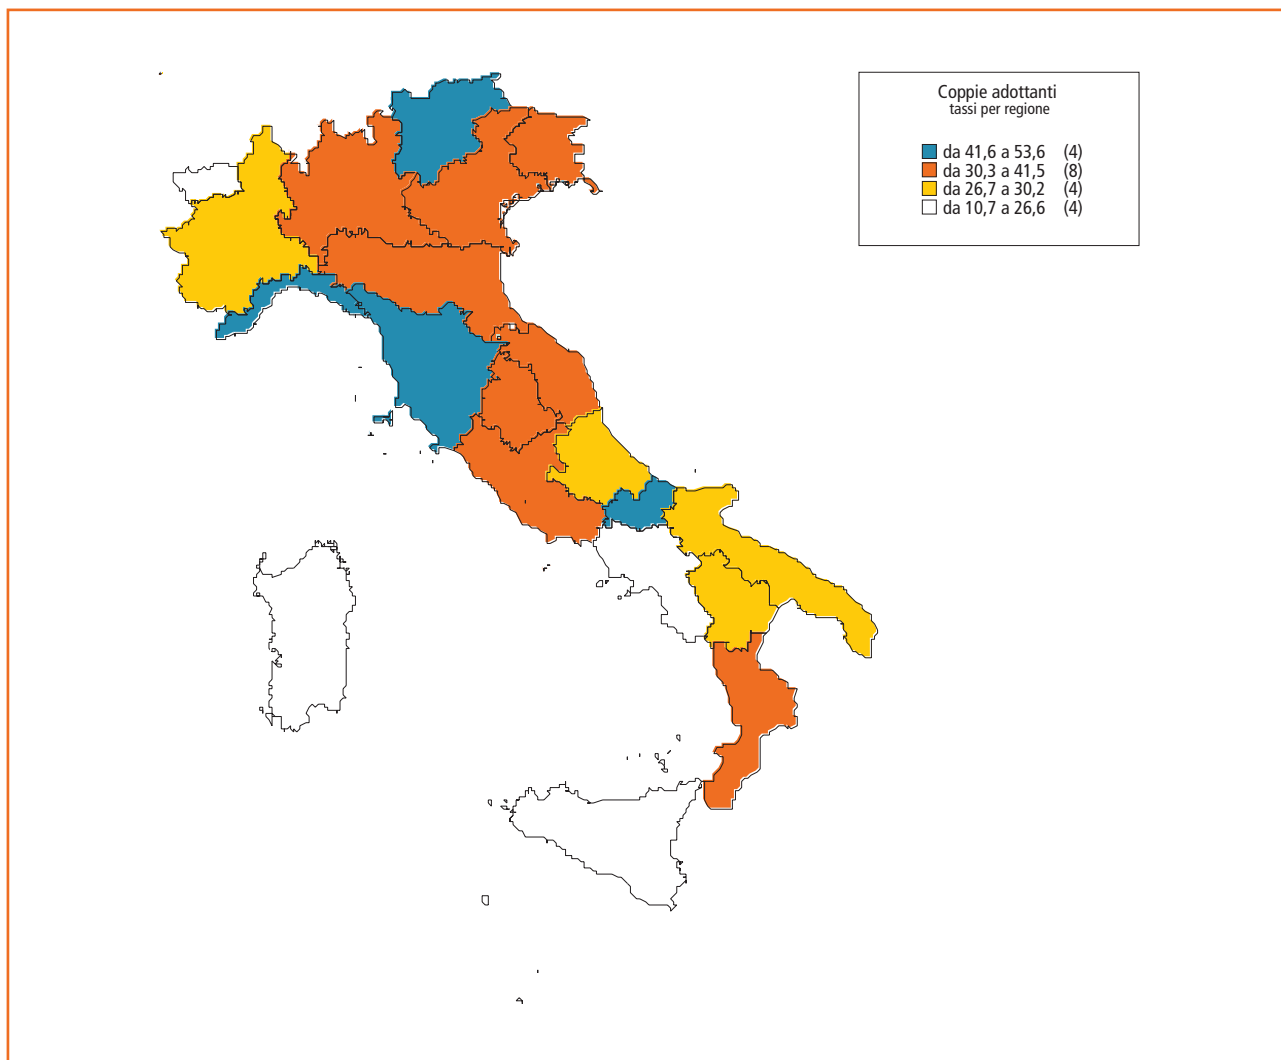 Coppie adottanti
tassi per regione
da 41,6 a 53,6 (4)
da 30,3 a 41,5 (8)
da 26,7 a 30,2 (4)
da 10,7 a 26,6 (4)